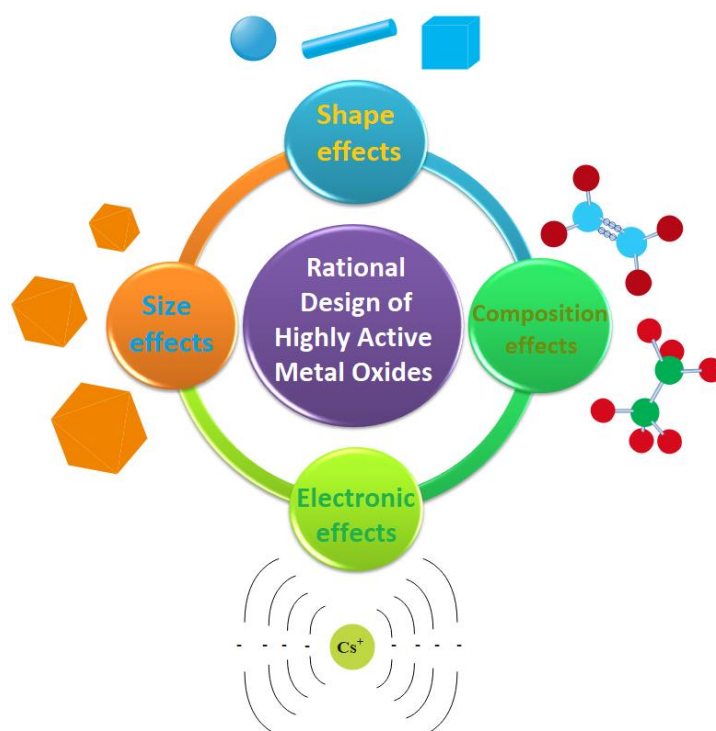 Shape
effects
Rational
Design of
Highly Active
Metal Oxides
Size
effects
Composition
effects
Electronic
effects
- - - - Cs⁺ - - - -